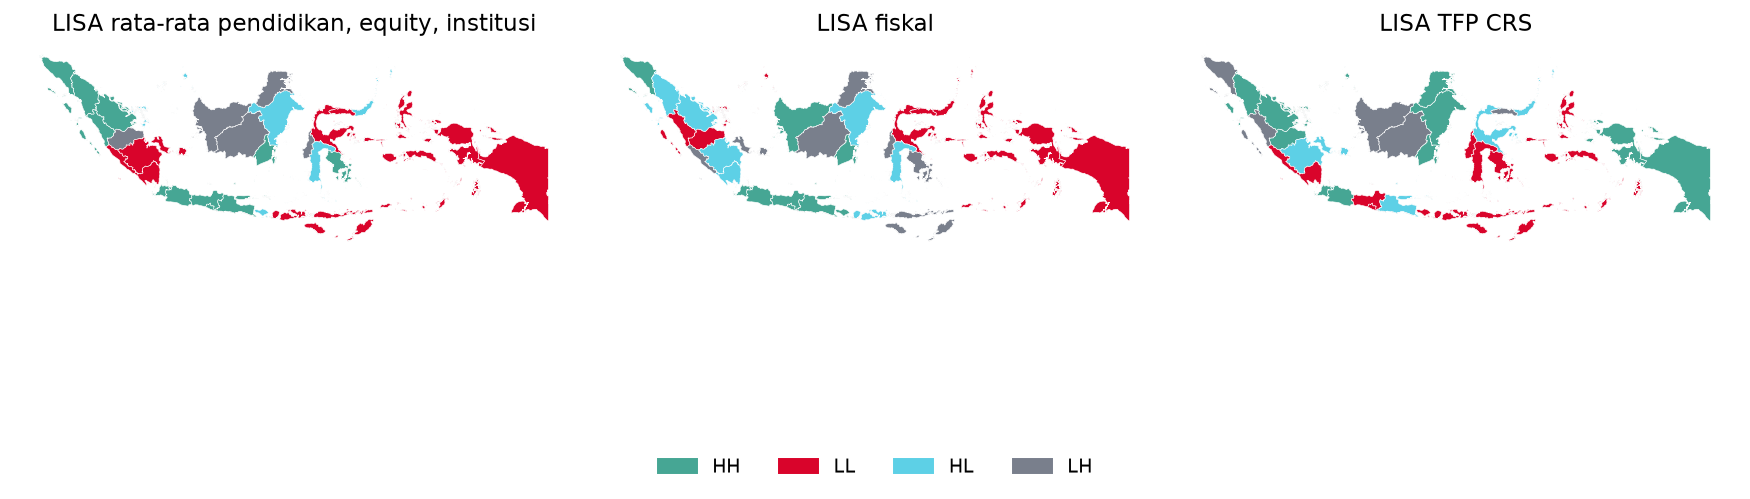 LISA rata-rata pendidikan, equity, institusi
LISA fiskal
LISA TFP CRS
HH
LL
HL
LH